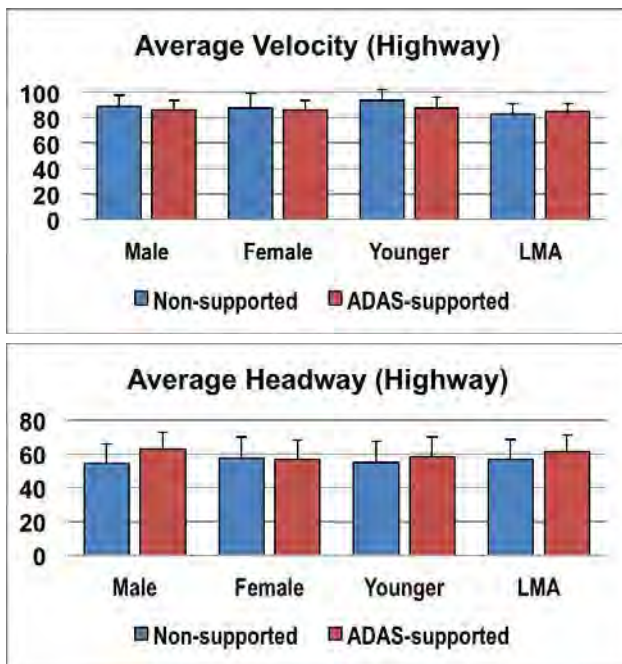 Average Velocity (Highway)
100
80
60
40
20
0
Male Female Younger LMA
Non-supported ADAS-supported
Average Headway (Highway)
80
60
40
20
0
Male Female Younger LMA
Non-supported ADAS-supported